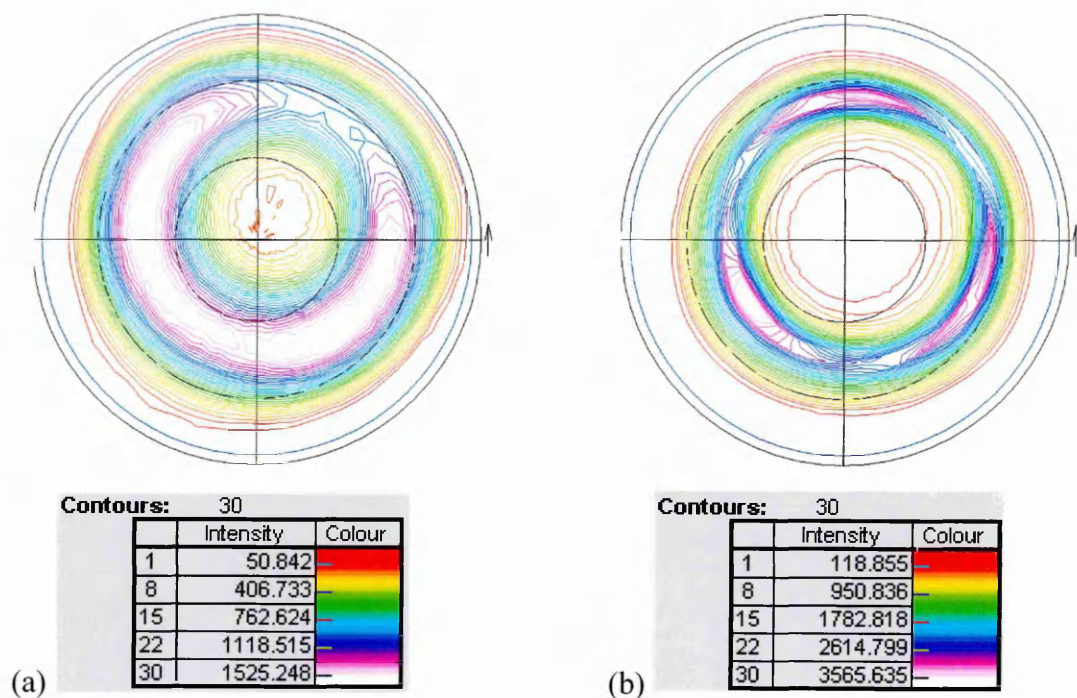 Contours: 30
Intensity Colour
1 50.842
8 406.733
15 762.624
22 1118.515
30 1525.248
(a)
Contours: 30
Intensity Colour
1 118.855
8 950.836
15 1782.818
22 2614.799
30 3565.635
(b)